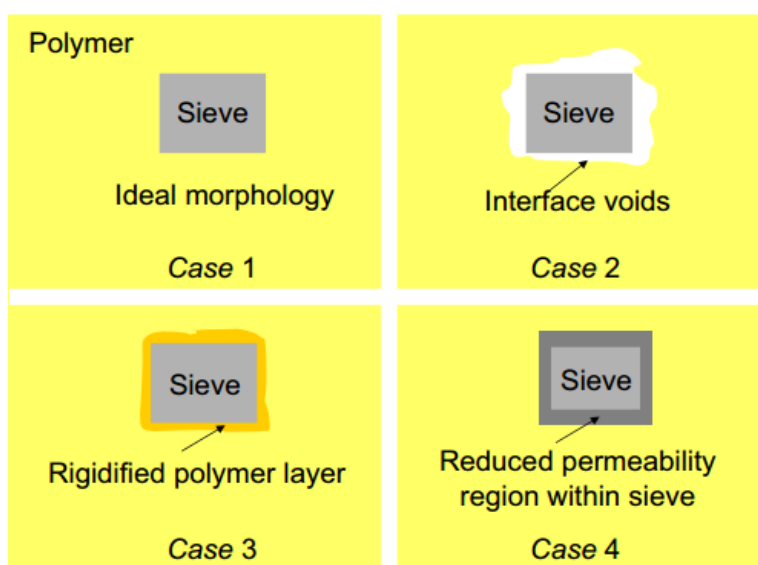 Polymer
Sieve
Ideal morphology
Case 1
Sieve
Interface voids
Case 2
Sieve
Rigidified polymer layer
Case 3
Sieve
Reduced permeability
region within sieve
Case 4